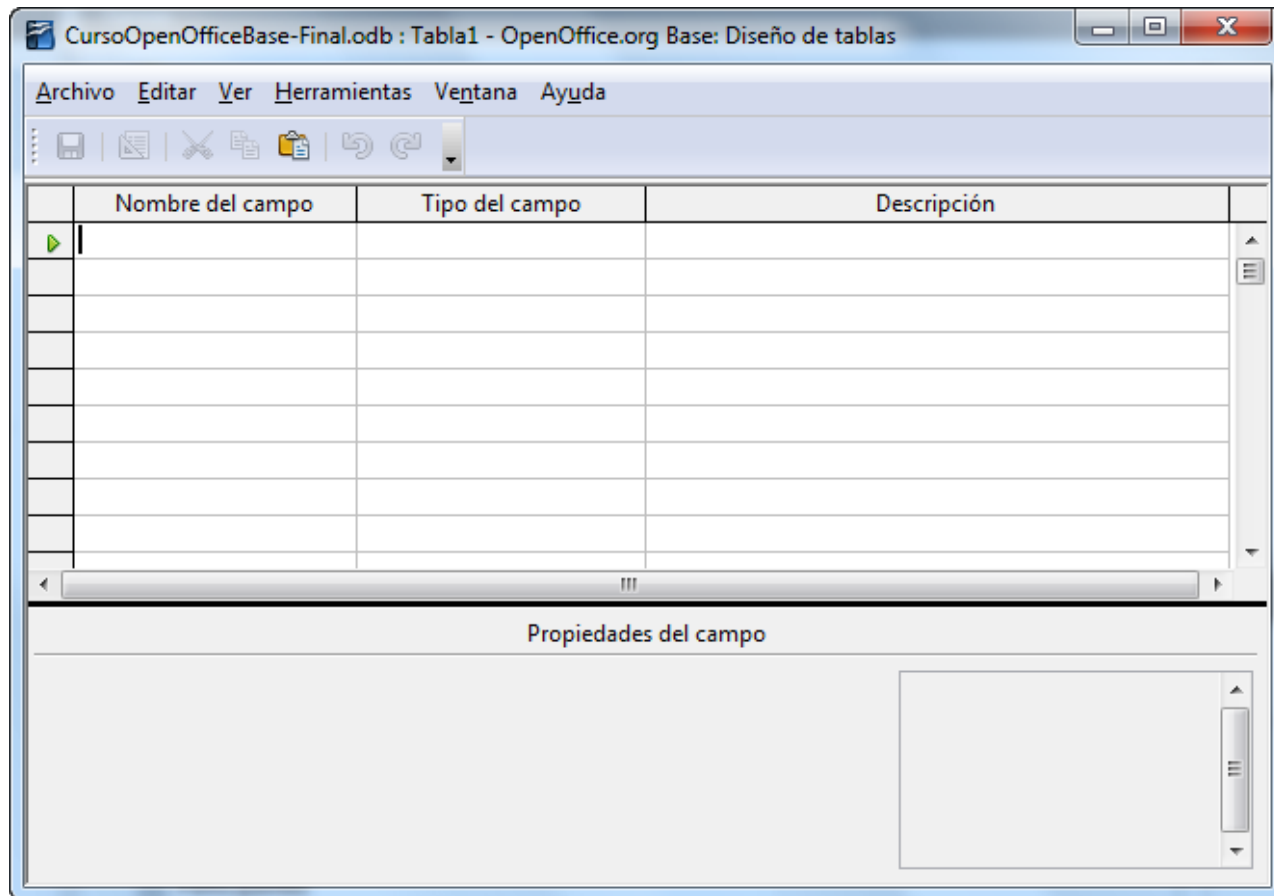 CursoOpenOfficeBase-Final.odb : Tabla1 - OpenOffice.org Base: Diseño de tablas
Archivo Editar Ver Herramientas Ventana Ayuda
Nombre del campo Tipo del campo Descripción
Propiedades del campo